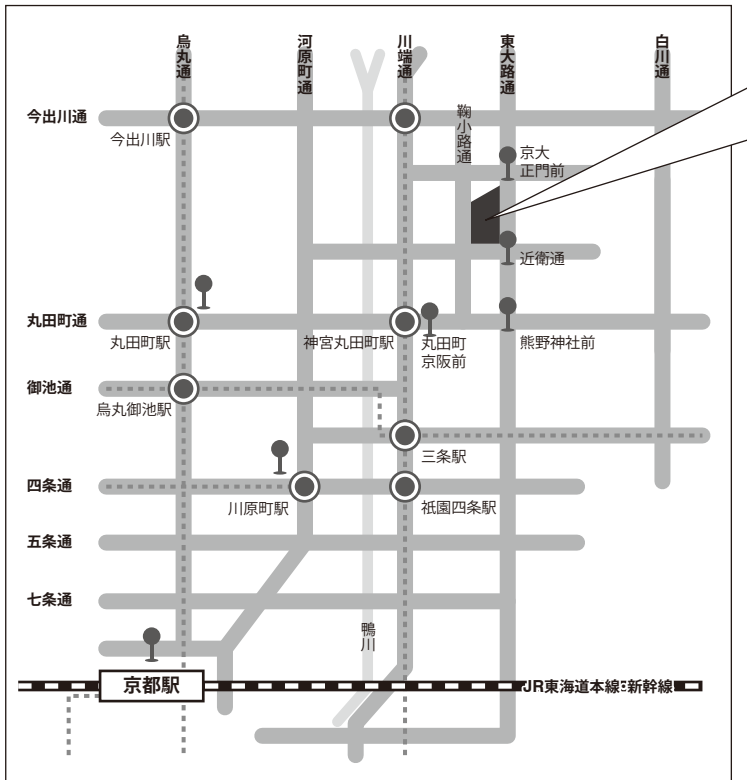 烏丸通
河原町通
川端通
東大路通
白川通
今出川通
今出川駅
鞠小路通
京大
正門前
近衛通
丸田町通
丸田町駅
神宮丸田町駅
丸田町
京阪前
熊野神社前
御池通
烏丸御池駅
三条駅
四条通
川原町駅
祇園四条駅
五条通
七条通
鴨川
京都駅
JR東海道本線
新幹線